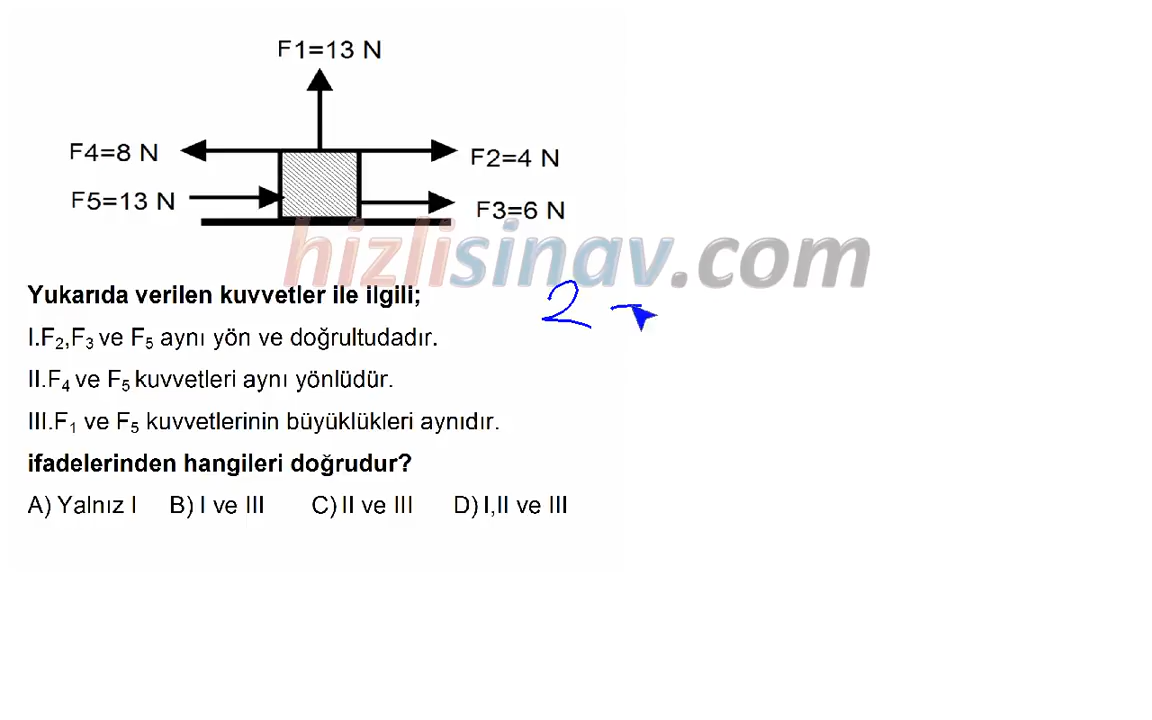 F1=13 N
F4=8 N
F2=4 N
F5=13 N
F3=6 N
hizlisinav.com
Yukarıda verilen kuvvetler ile ilgili;
2 -
I.F2,F3 ve F5 aynı yön ve doğrultudadır.
II.F4 ve F5 kuvvetleri aynı yönlüdür.
III.F1 ve F5 kuvvetlerinin büyüklükleri aynıdır.
ifadelerinden hangileri doğrudur?
A) Yalnız I B) I ve III C) II ve III D) I,II ve III